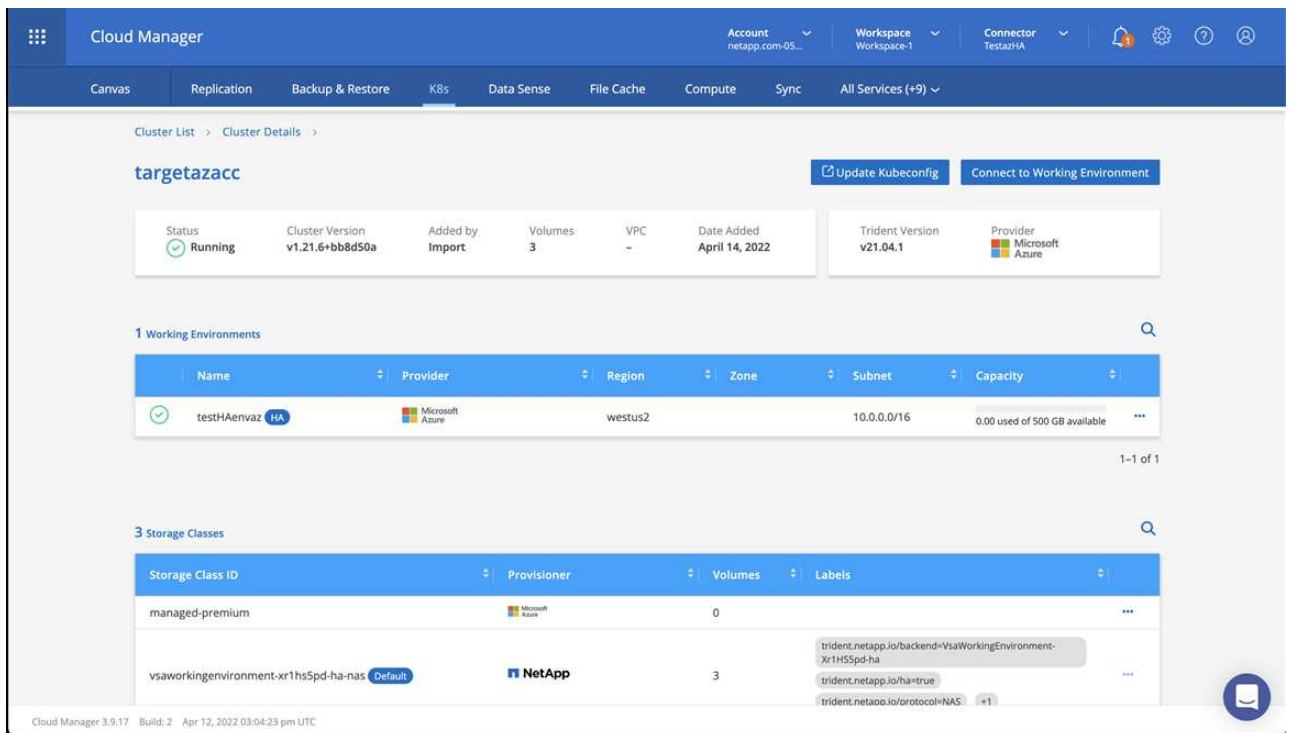 Cloud Manager
Account
netapp.com-05...
Workspace
Workspace-1
Connector
TestazHA
1
Canvas Replication Backup & Restore K8s Data Sense File Cache Compute Sync All Services (+9)
Cluster List > Cluster Details >
targetazacc
Update Kubeconfig
Connect to Working Environment
Status Cluster Version Added by Volumes VPC Date Added Trident Version Provider
Running v1.21.6+bb8d50a Import 3 – April 14, 2022 v21.04.1 Microsoft Azure
1 Working Environments
Name Provider Region Zone Subnet Capacity
testHAenvaz HA Microsoft Azure westus2 10.0.0.0/16 0.00 used of 500 GB available
1–1 of 1
3 Storage Classes
Storage Class ID Provisioner Volumes Labels
managed-premium Microsoft Azure 0
trident.netapp.io/backend=VsaWorkingEnvironment-
Xr1HS5pd-ha
vsaworkingenvironment-xr1hs5pd-ha-nas Default NetApp 3
trident.netapp.io/ha=true
trident.netapp.io/protocol=NAS +1
Cloud Manager 3.9.17 Build: 2 Apr 12, 2022 03:04:23 pm UTC